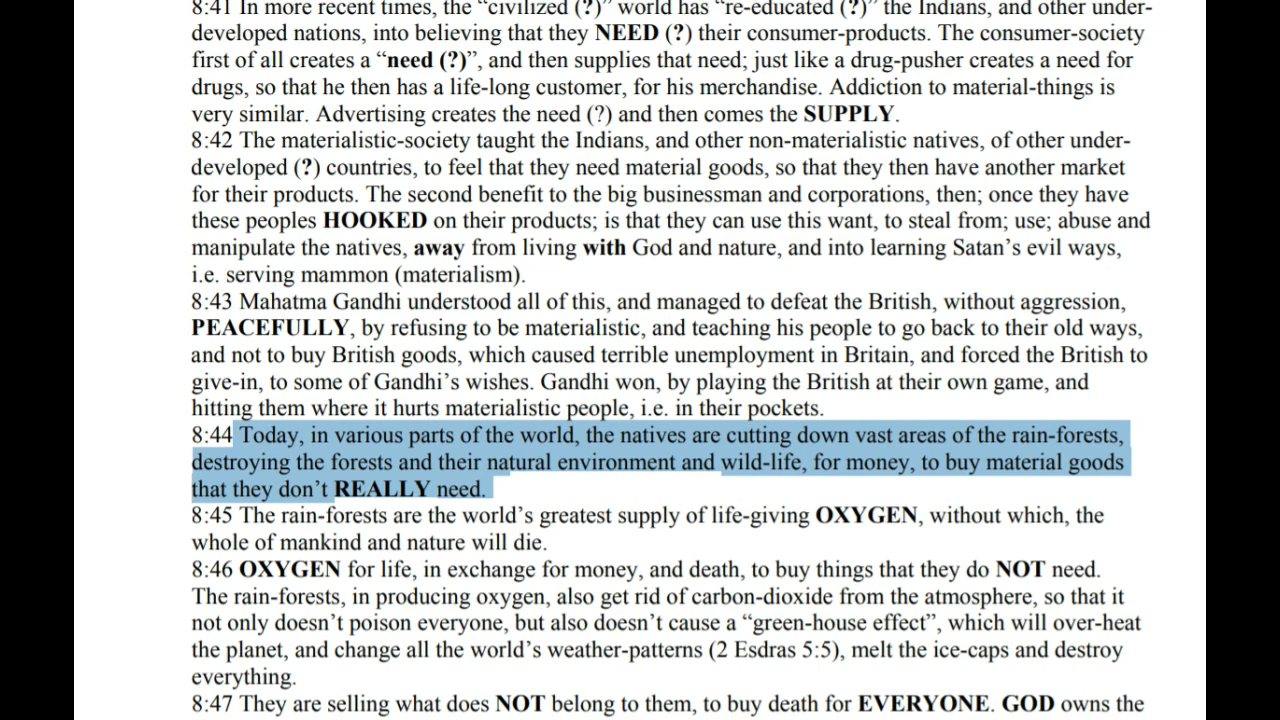 8:41 In more recent times, the “civilized (?)” world has “re-educated (?)” the Indians, and other under-
developed nations, into believing that they NEED (?) their consumer-products. The consumer-society
first of all creates a “need (?)”, and then supplies that need; just like a drug-pusher creates a need for
drugs, so that he then has a life-long customer, for his merchandise. Addiction to material-things is
very similar. Advertising creates the need (?) and then comes the SUPPLY.
8:42 The materialistic-society taught the Indians, and other non-materialistic natives, of other under-
developed (?) countries, to feel that they need material goods, so that they then have another market
for their products. The second benefit to the big businessman and corporations, then; once they have
these peoples HOOKED on their products; is that they can use this want, to steal from; use; abuse and
manipulate the natives, away from living with God and nature, and into learning Satan’s evil ways,
i.e. serving mammon (materialism).
8:43 Mahatma Gandhi understood all of this, and managed to defeat the British, without aggression,
PEACEFULLY, by refusing to be materialistic, and teaching his people to go back to their old ways,
and not to buy British goods, which caused terrible unemployment in Britain, and forced the British to
give-in, to some of Gandhi’s wishes. Gandhi won, by playing the British at their own game, and
hitting them where it hurts materialistic people, i.e. in their pockets.
8:44 Today, in various parts of the world, the natives are cutting down vast areas of the rain-forests,
destroying the forests and their natural environment and wild-life, for money, to buy material goods
that they don’t REALLY need.
8:45 The rain-forests are the world’s greatest supply of life-giving OXYGEN, without which, the
whole of mankind and nature will die.
8:46 OXYGEN for life, in exchange for money, and death, to buy things that they do NOT need.
The rain-forests, in producing oxygen, also get rid of carbon-dioxide from the atmosphere, so that it
not only doesn’t poison everyone, but also doesn’t cause a “green-house effect”, which will over-heat
the planet, and change all the world’s weather-patterns (2 Esdras 5:5), melt the ice-caps and destroy
everything.
8:47 They are selling what does NOT belong to them, to buy death for EVERYONE. GOD owns the